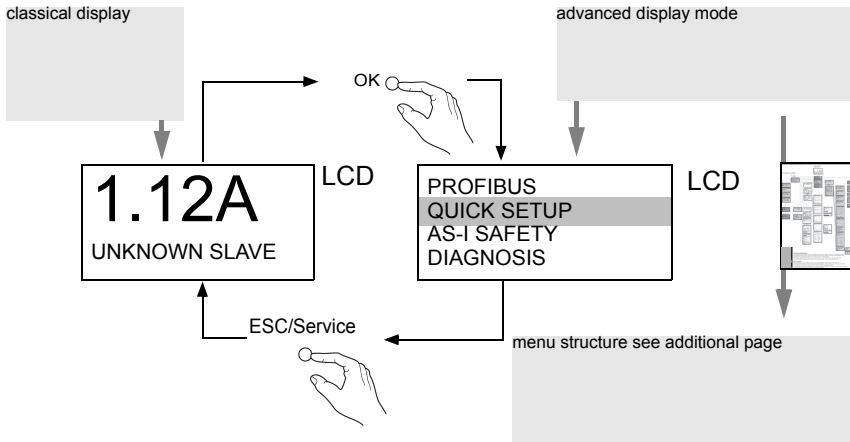 classical display
advanced display mode
OK
1.12A
UNKNOWN SLAVE
LCD
PROFIBUS
QUICK SETUP
AS-I SAFETY
DIAGNOSIS
LCD
ESC/Service
menu structure see additional page